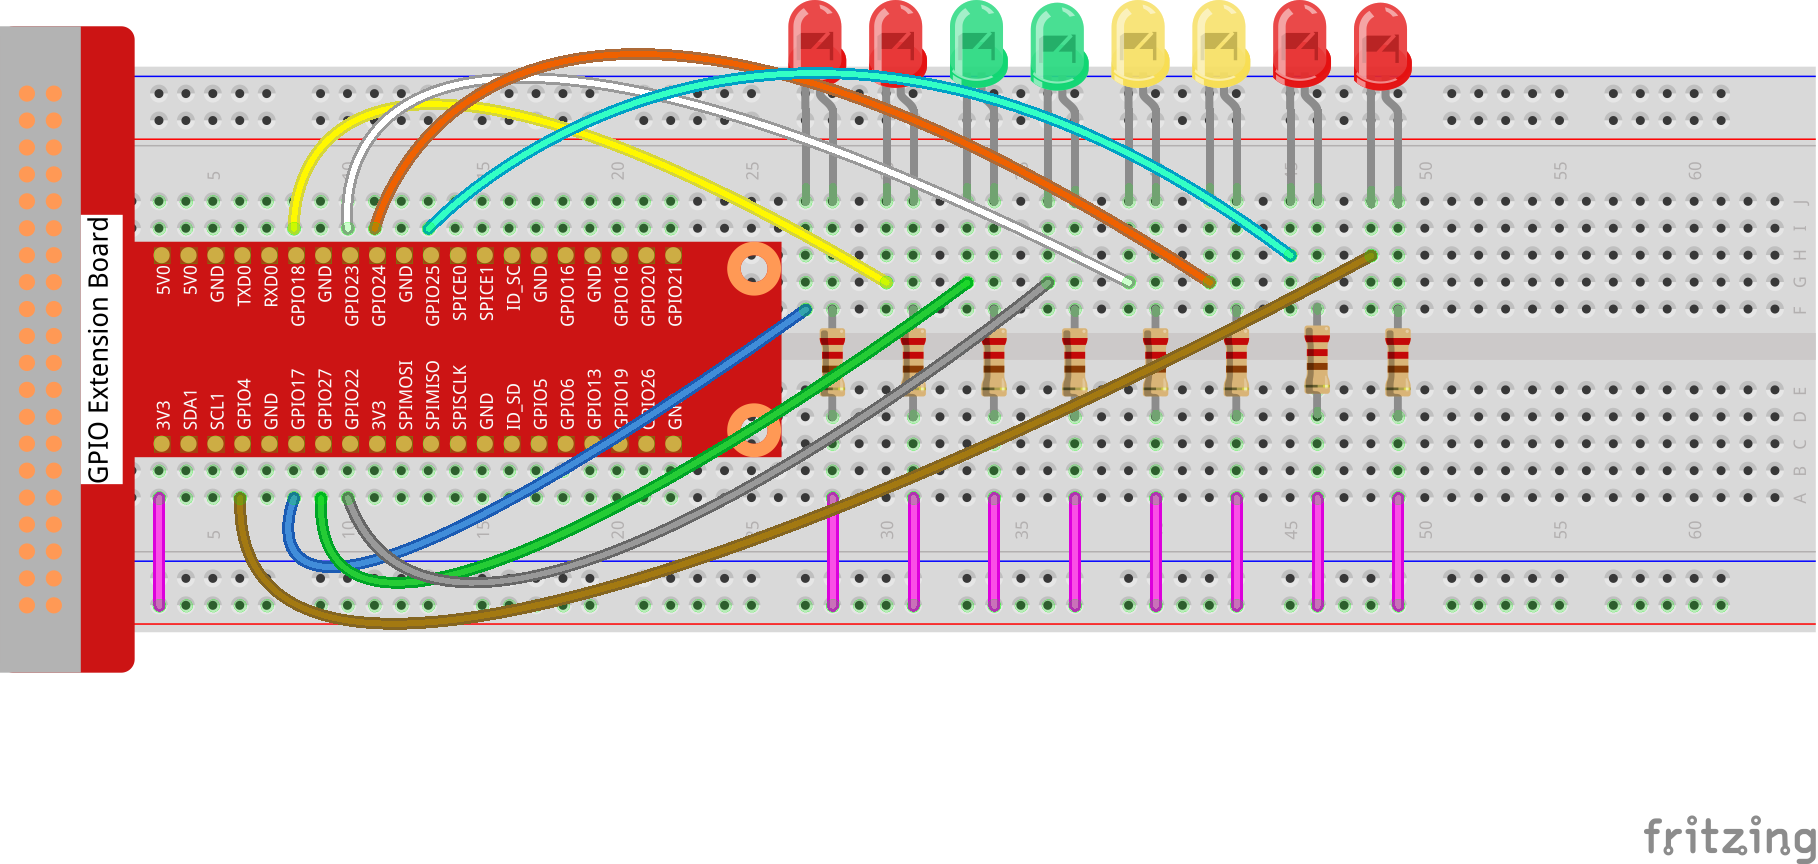 5 10 15 20 25 45 50 55 60
J
I
H
G
F
GPIO Extension Board
5V0 5V0 GND TXD0 RXD0 GPIO18 GND GPIO23 GPIO24 GND GPIO25 SPICE0 SPICE1 ID_SC GND GPIO16 GND GPIO16 GPIO20 GPIO21
3V3 SDA1 SCL1 GPIO4 GND GPIO17 GPIO27 GPIO22 3V3 SPIMOSI SPIMISO SPISCLK GND ID_SD GPIO5 GPIO6 GPIO13 GPIO19 GPIO26 GND
E
D
C
B
A
5 10 15 20 25 30 35 40 45 50 55 60
fritzing